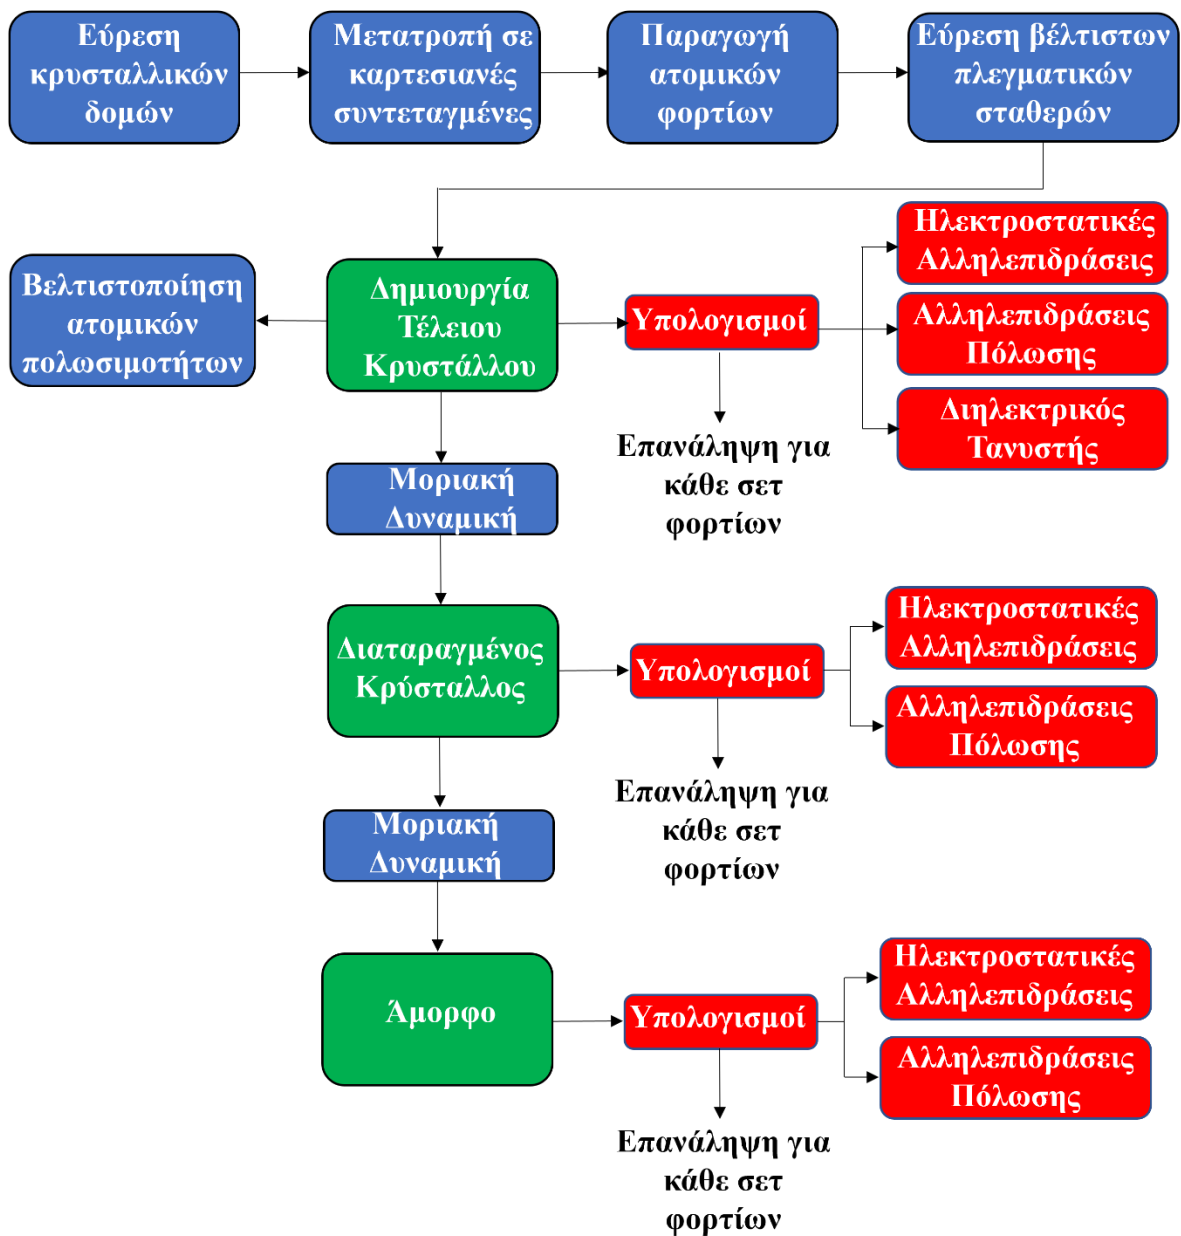 Εύρεση
κρυσταλλικών
δομών
Μετατροπή σε
καρτεσιανές
συντεταγμένες
Παραγωγή
ατομικών
φορτίων
Εύρεση βέλτιστων
πλεγματικών
σταθερών
Βελτιστοποίηση
ατομικών
πολωσιμοτήτων
Δημιουργία
Τέλειου
Κρυστάλλου
Υπολογισμοί
Ηλεκτροστατικές
Αλληλεπιδράσεις
Αλληλεπιδράσεις
Πόλωσης
Διηλεκτρικός
Τανυστής
Επανάληψη για
κάθε σετ
φορτίων
Μοριακή
Δυναμική
Διαταραγμένος
Κρύσταλλος
Υπολογισμοί
Ηλεκτροστατικές
Αλληλεπιδράσεις
Αλληλεπιδράσεις
Πόλωσης
Επανάληψη για
κάθε σετ
φορτίων
Μοριακή
Δυναμική
Άμορφο
Υπολογισμοί
Ηλεκτροστατικές
Αλληλεπιδράσεις
Αλληλεπιδράσεις
Πόλωσης
Επανάληψη για
κάθε σετ
φορτίων